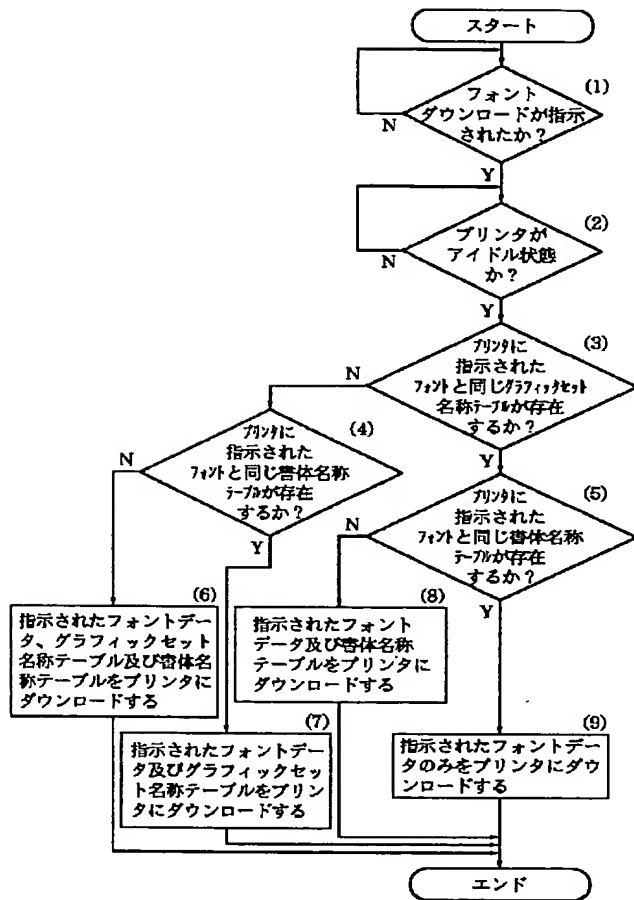 スタート
(1)
フォント
ダウンロードが指示
されたか？
N
Y
(2)
プリンタが
アイドル状態
か？
N
Y
(3)
プリンタに
指示された
フォントと同じグラフィックセット
名称テーブルが存在
するか？
N
Y
(4)
プリンタに
指示された
フォントと同じ書体名称
テーブルが存在
するか？
N
Y
(5)
プリンタに
指示された
フォントと同じ書体名称
テーブルが存在
するか？
N
Y
(6)
指示されたフォントデー
タ、グラフィックセット
名称テーブル及び書体名
称テーブルをプリンタに
ダウンロードする
(8)
指示されたフォント
データ及び書体名称
テーブルをプリンタに
ダウンロードする
(7)
指示されたフォントデー
タ及びグラフィックセッ
ト名称テーブルをプリン
タにダウンロードする
(9)
指示されたフォントデー
タのみをプリンタにダウ
ンロードする
エンド